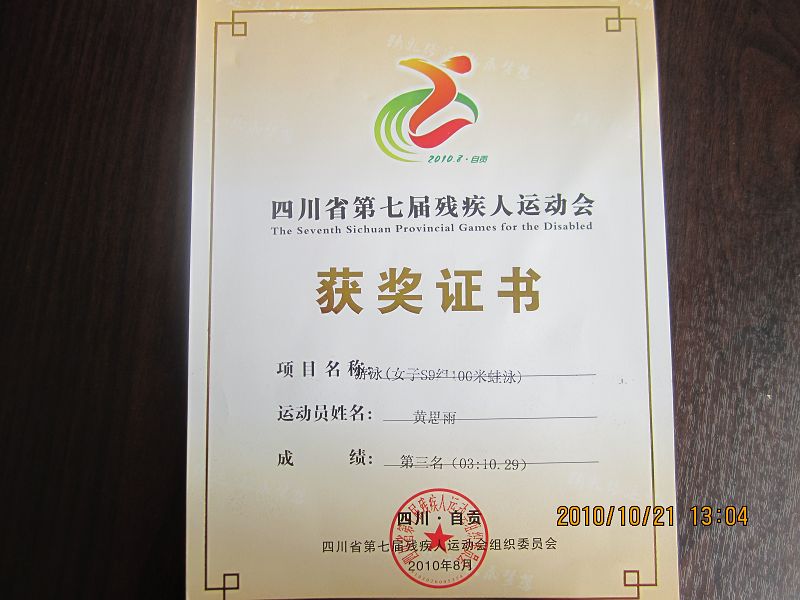 2010.8·自贡
四川省第七届残疾人运动会
The Seventh Sichuan Provincial Games for the Disabled
获奖证书
项目名称: 游泳(女子S9级100米蛙泳)
运动员姓名: 黄思雨
成绩: 第三名(03:10.29)
四川·自贡
四川省第七届残疾人运动会组织委员会
2010年8月
2010/10/21 13:04